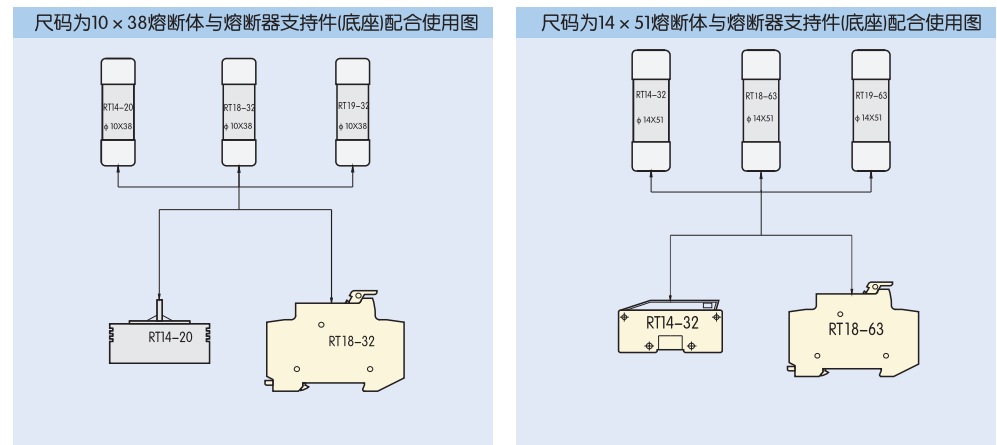 尺码为10×38熔断体与熔断器支持件(底座)配合使用图
RT14-20
ϕ 10X38
RT18-32
ϕ 10X38
RT19-32
ϕ 10X38
RT14-20
RT18-32
尺码为14×51熔断体与熔断器支持件(底座)配合使用图
RT14-32
ϕ 14X51
RT18-63
ϕ 14X51
RT19-63
ϕ 14X51
RT14-32
RT18-63